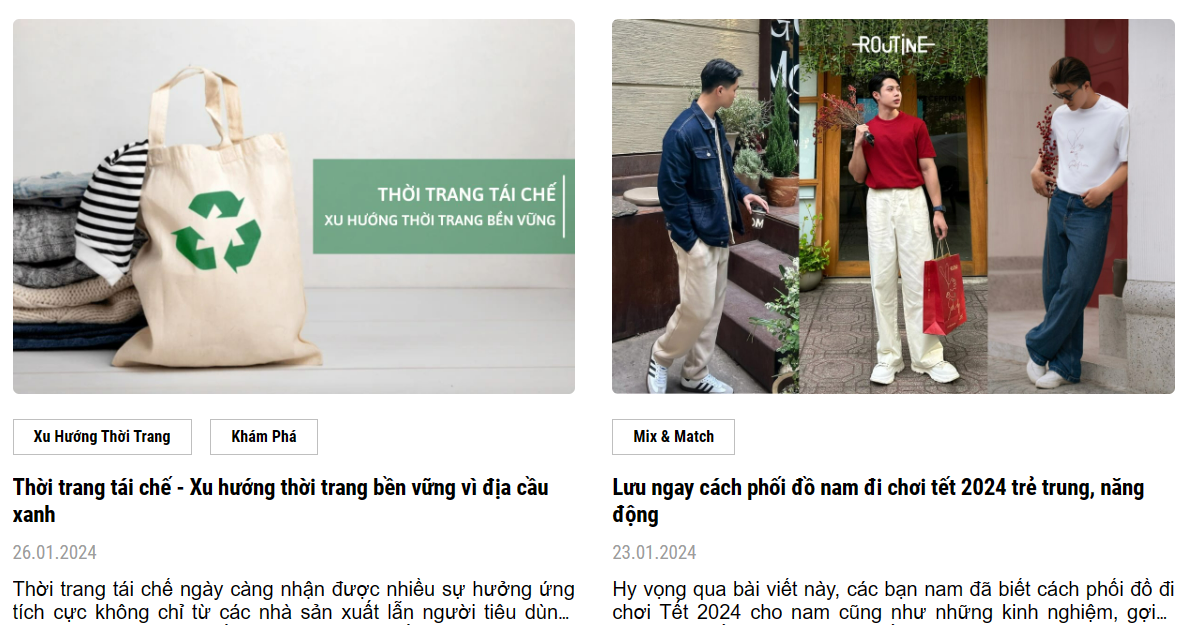 THỜI TRANG TÁI CHẾ
XU HƯỚNG THỜI TRANG BỀN VỮNG
Xu Hướng Thời Trang
Khám Phá
Thời trang tái chế - Xu hướng thời trang bền vững vì địa cầu
xanh
26.01.2024
Thời trang tái chế ngày càng nhận được nhiều sự hưởng ứng
tích cực không chỉ từ các nhà sản xuất lẫn người tiêu dùn...
ROUTINE
Mix & Match
Lưu ngay cách phối đồ nam đi chơi tết 2024 trẻ trung, năng
động
23.01.2024
Hy vọng qua bài viết này, các bạn nam đã biết cách phối đồ đi
chơi Tết 2024 cho nam cũng như những kinh nghiệm, gợi...